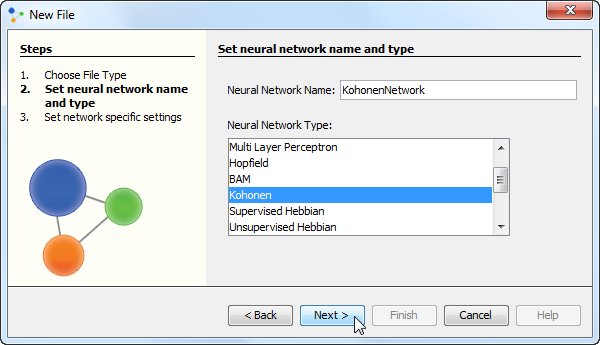 New File
Steps
1. Choose File Type
2. Set neural network name
and type
3. Set network specific settings
Set neural network name and type
Neural Network Name: KohonenNetwork
Neural Network Type:
Multi Layer Perceptron
Hopfield
BAM
Kohonen
Supervised Hebbian
Unsupervised Hebbian
< Back Next > Finish Cancel Help